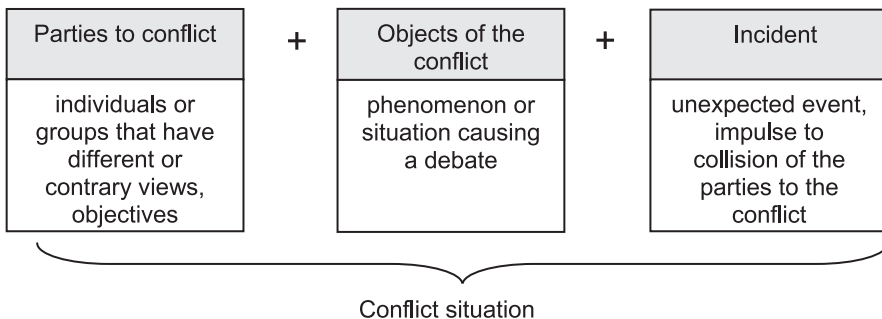 Parties to conflict
+
Objects of the
conflict
+
Incident
individuals or
groups that have
different or
contrary views,
objectives
phenomenon or
situation causing
a debate
unexpected event,
impulse to
collision of the
parties to the
conflict
Conflict situation